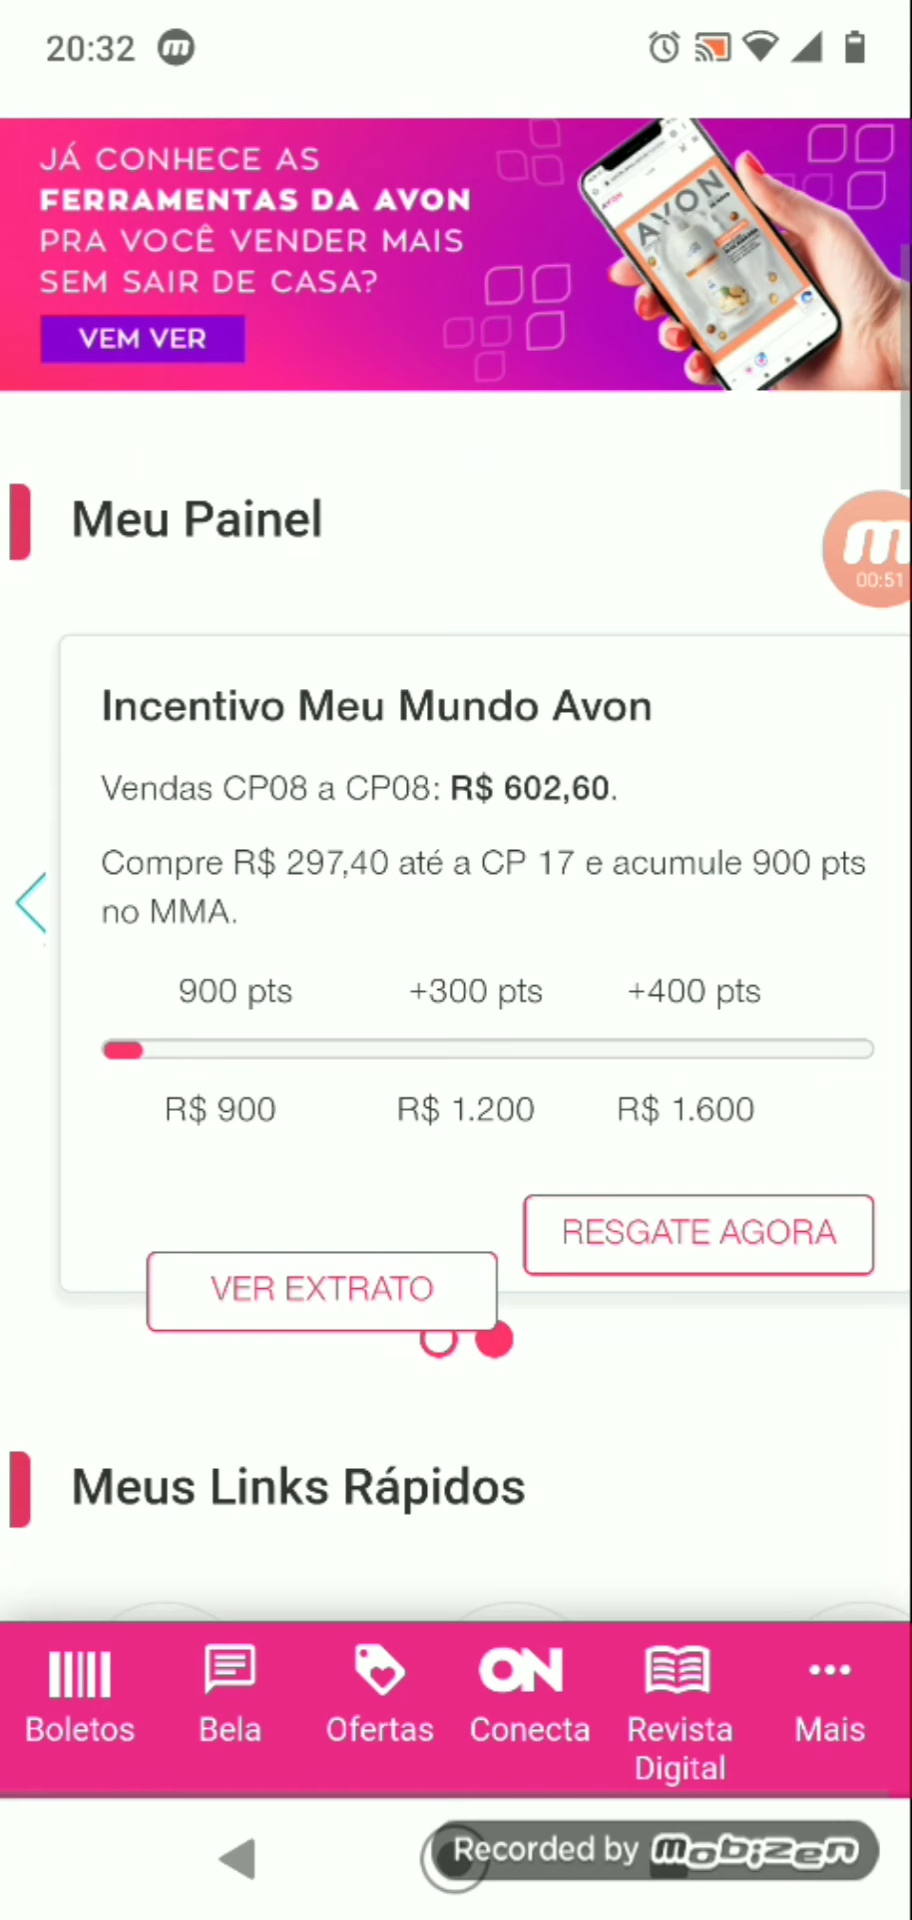 20:32
JÁ CONHECE AS
FERRAMENTAS DA AVON
PRA VOCÊ VENDER MAIS
SEM SAIR DE CASA?
VEM VER
AVON
Meu Painel
m
00:51
Incentivo Meu Mundo Avon
Vendas CP08 a CP08: R$ 602,60.
Compre R$ 297,40 até a CP 17 e acumule 900 pts
no MMA.
900 pts +300 pts +400 pts
R$ 900 R$ 1.200 R$ 1.600
RESGATE AGORA
VER EXTRATO
Meus Links Rápidos
ON
Boletos Bela Ofertas Conecta Revista Digital Mais
Recorded by mobizen